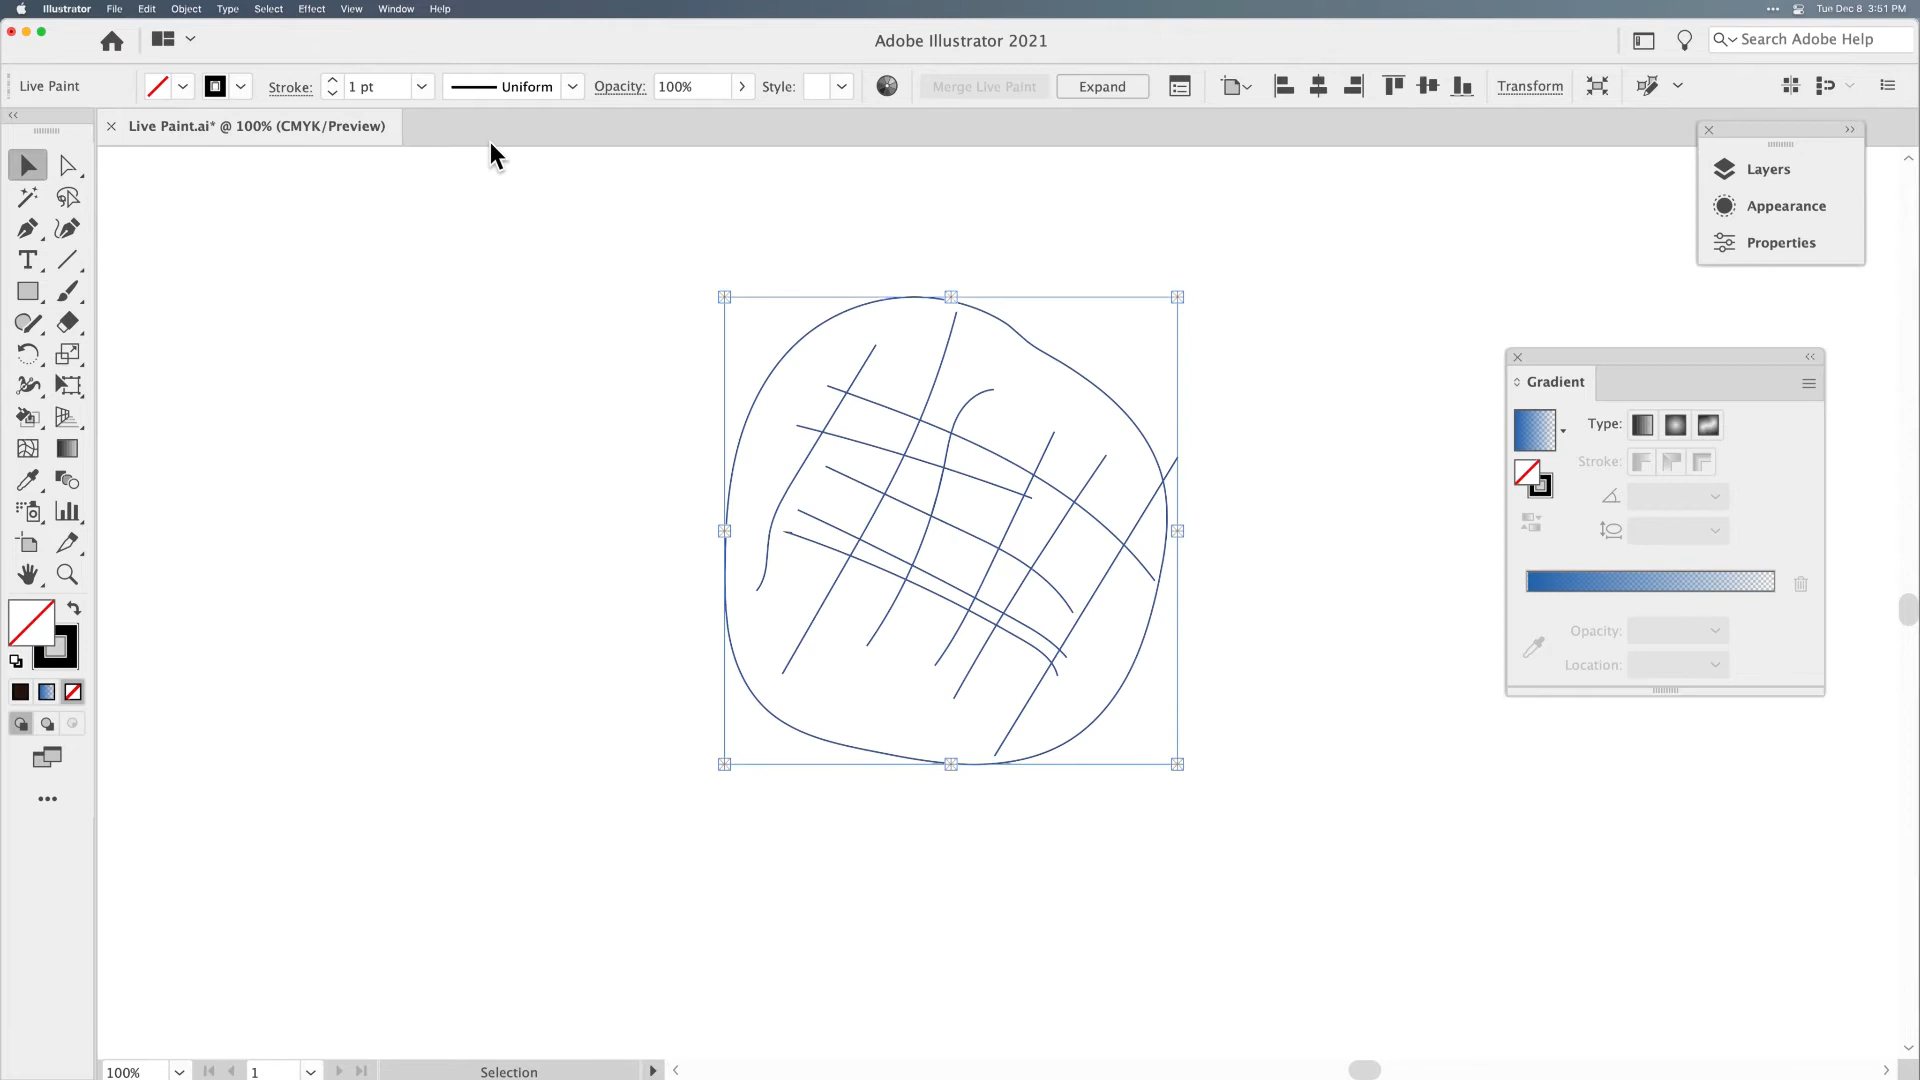 Illustrator File Edit Object Type Select Effect View Window Help
Tue Dec 8 3:51 PM
Adobe Illustrator 2021
Search Adobe Help
Live Paint
Stroke: 1 pt
Uniform
Opacity: 100%
Style:
Merge Live Paint
Expand
Transform
Live Paint.ai* @ 100% (CMYK/Preview)
Layers
Appearance
Properties
Gradient
Type:
Stroke:
Opacity:
Location:
100%
1
Selection